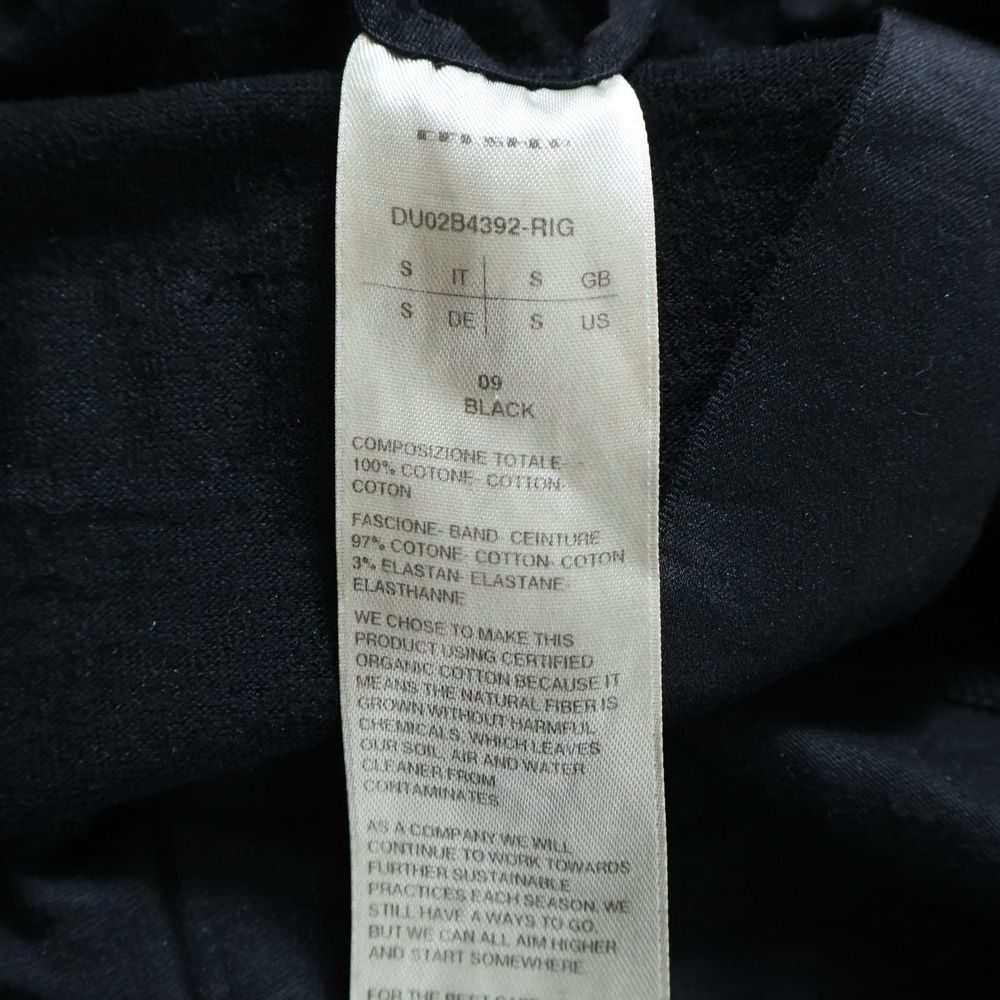 DU02B4392-RIG
S IT S GB
S DE S US
09
BLACK
COMPOSIZIONE TOTALE-
100% COTONE- COTTON-
COTON
FASCIONE- BAND- CEINTURE
97% COTONE- COTTON- COTON
3% ELASTAN- ELASTANE-
ELASTHANNE
WE CHOSE TO MAKE THIS
PRODUCT USING CERTIFIED
ORGANIC COTTON BECAUSE IT
MEANS THE NATURAL FIBER IS
GROWN WITHOUT HARMFUL
CHEMICALS, WHICH LEAVES
OUR SOIL, AIR AND WATER
CLEANER FROM
CONTAMINATES
AS A COMPANY WE WILL
CONTINUE TO WORK TOWARDS
FURTHER SUSTAINABLE
PRACTICES EACH SEASON. WE
STILL HAVE A WAYS TO GO,
BUT WE CAN ALL AIM HIGHER
AND START SOMEWHERE
FOR THE BEST